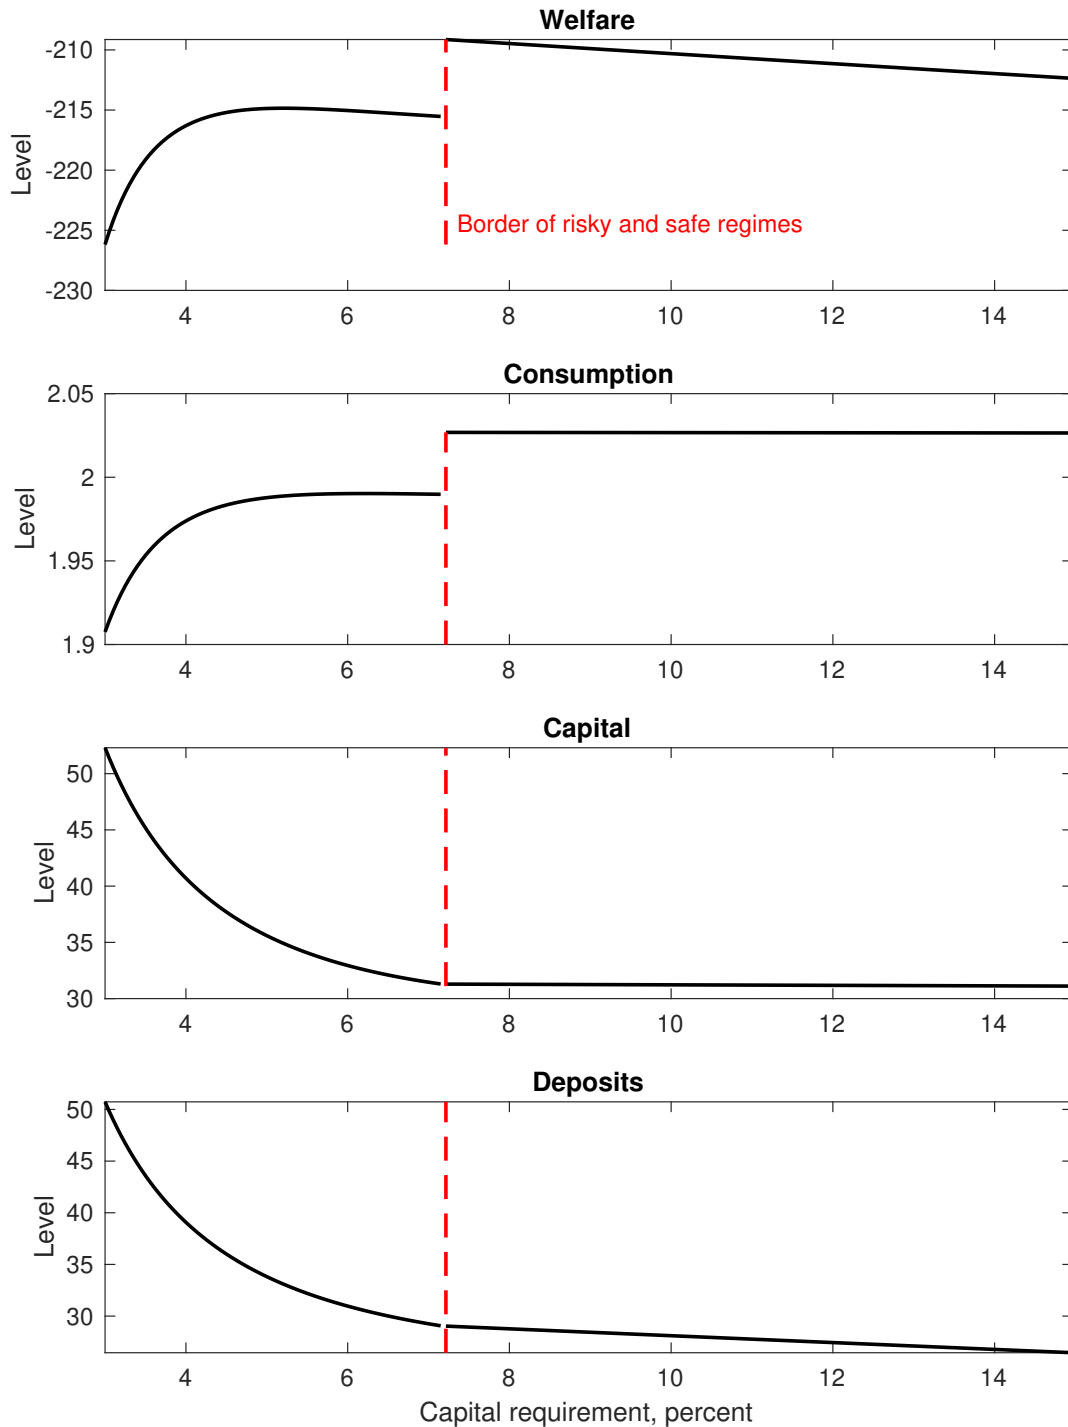 Welfare
-210
-215
-220
-225
-230
Level
Border of risky and safe regimes
4 6 8 10 12 14
Consumption
2.05
2
1.95
1.9
Level
4 6 8 10 12 14
Capital
50
45
40
35
30
Level
4 6 8 10 12 14
Deposits
50
45
40
35
30
Level
4 6 8 10 12 14
Capital requirement, percent